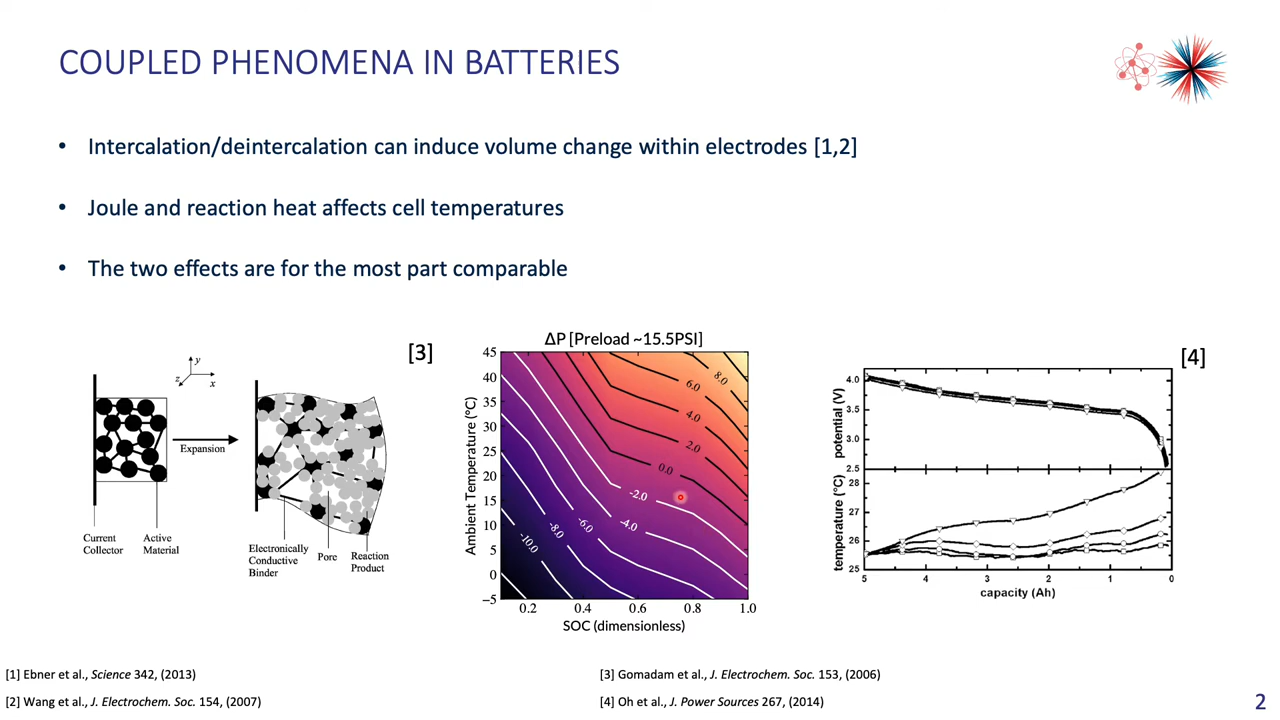 COUPLED PHENOMENA IN BATTERIES
• Intercalation/deintercalation can induce volume change within electrodes [1,2]
• Joule and reaction heat affects cell temperatures
• The two effects are for the most part comparable
[3]
y
z
x
Expansion
Current
Collector
Active
Material
Electronically
Conductive
Binder
Pore
Reaction
Product
ΔP [Preload ~15.5PSI]
Ambient Temperature (°C)
45
40
35
30
25
20
15
10
5
0
−5
8.0
6.0
4.0
2.0
0.0
-2.0
-4.0
-6.0
-8.0
-10.0
0.2 0.4 0.6 0.8 1.0
SOC (dimensionless)
[4]
potential (V)
4.0
3.5
3.0
2.5
temperature (°C)
28
27
26
25
5 4 3 2 1 0
capacity (Ah)
[1] Ebner et al., Science 342, (2013)
[2] Wang et al., J. Electrochem. Soc. 154, (2007)
[3] Gomadam et al., J. Electrochem. Soc. 153, (2006)
[4] Oh et al., J. Power Sources 267, (2014)
2